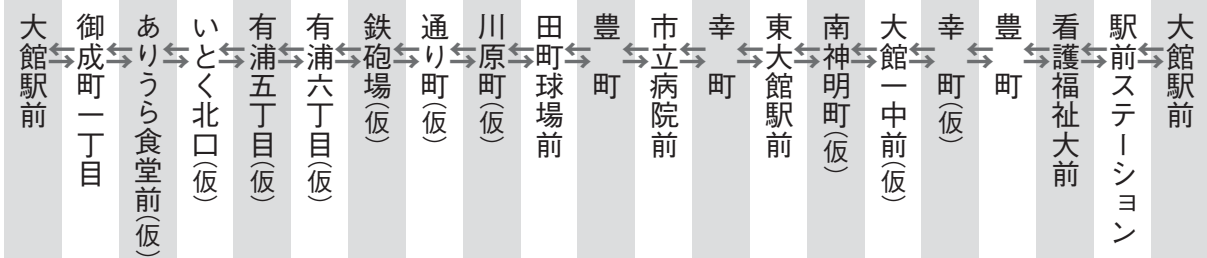 大館駅前
駅前ステーション
看護福祉大前
豊町
幸町(仮)
大館一中前(仮)
南神明町(仮)
東大館駅前
幸町
市立病院前
豊町
田町球場前
川原町(仮)
通り町(仮)
鉄砲場(仮)
有浦六丁目(仮)
有浦五丁目(仮)
いとく北口(仮)
ありうら食堂前(仮)
御成町一丁目
大館駅前